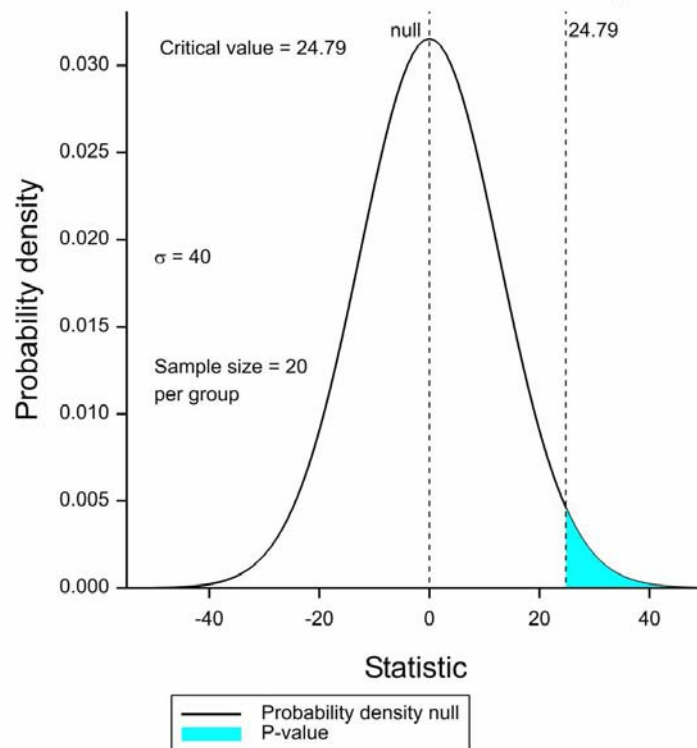 null
24.79
Critical value = 24.79
0.030
0.025
0.020
σ = 40
0.015
Sample size = 20
per group
0.010
0.005
0.000
Probability density
-40
-20
0
20
40
Statistic
Probability density null
P-value